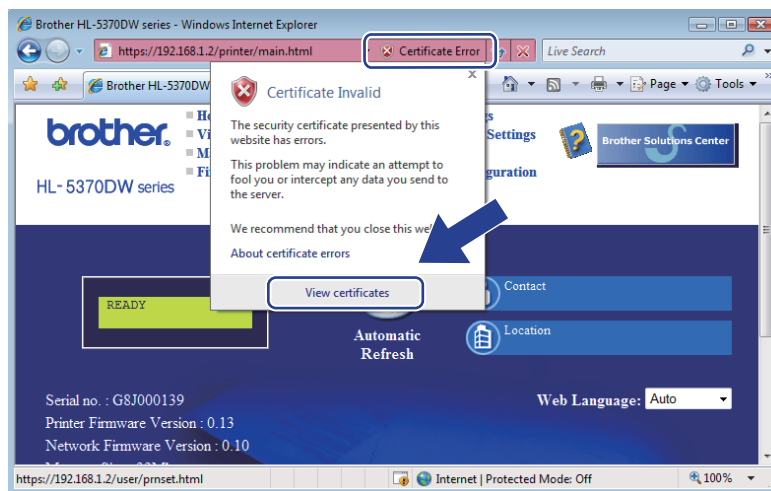 Brother HL-5370DW series - Windows Internet Explorer
https://192.168.1.2/printer/main.html
Certificate Error
Live Search
Brother HL-5370DW
Page
Tools
Certificate Invalid
The security certificate presented by this
website has errors.
This problem may indicate an attempt to
fool you or intercept any data you send to
the server.
We recommend that you close this
About certificate errors
View certificates
brother
HL-5370DW series
Settings
Brother Solutions Center
READY
Automatic
Refresh
Contact
Location
Serial no. : G8J000139
Web Language: Auto
Printer Firmware Version : 0.13
Network Firmware Version : 0.10
https://192.168.1.2/user/prnset.html
Internet | Protected Mode: Off
100%